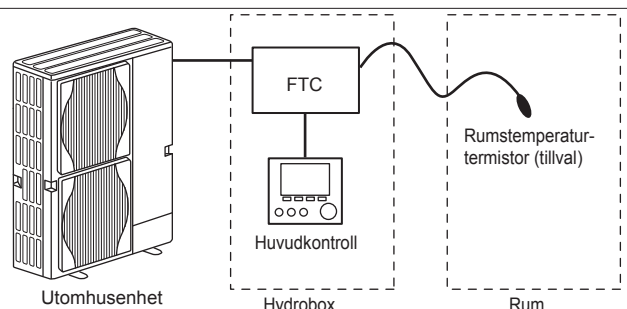 FTC
Rumstemperatur-
termistor (tillval)
Huvudkontroll
Utomhusenhet
Hydrobox
Rum